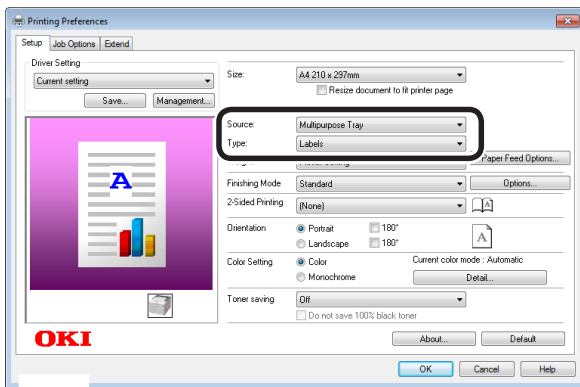 Printing Preferences
Setup Job Options Extend
Driver Setting
Current setting
Save... Management...
Size: A4 210 x 297mm
Resize document to fit printer page
Source: Multipurpose Tray
Type: Labels
Paper Feed Options...
Finishing Mode Standard Options...
2-Sided Printing (None)
A
Orientation Portrait 180°
Landscape 180°
A
Color Setting Color Current color mode : Automatic
Monochrome Detail...
Toner saving Off
Do not save 100% black toner
A
OKI
About... Default
OK Cancel Help